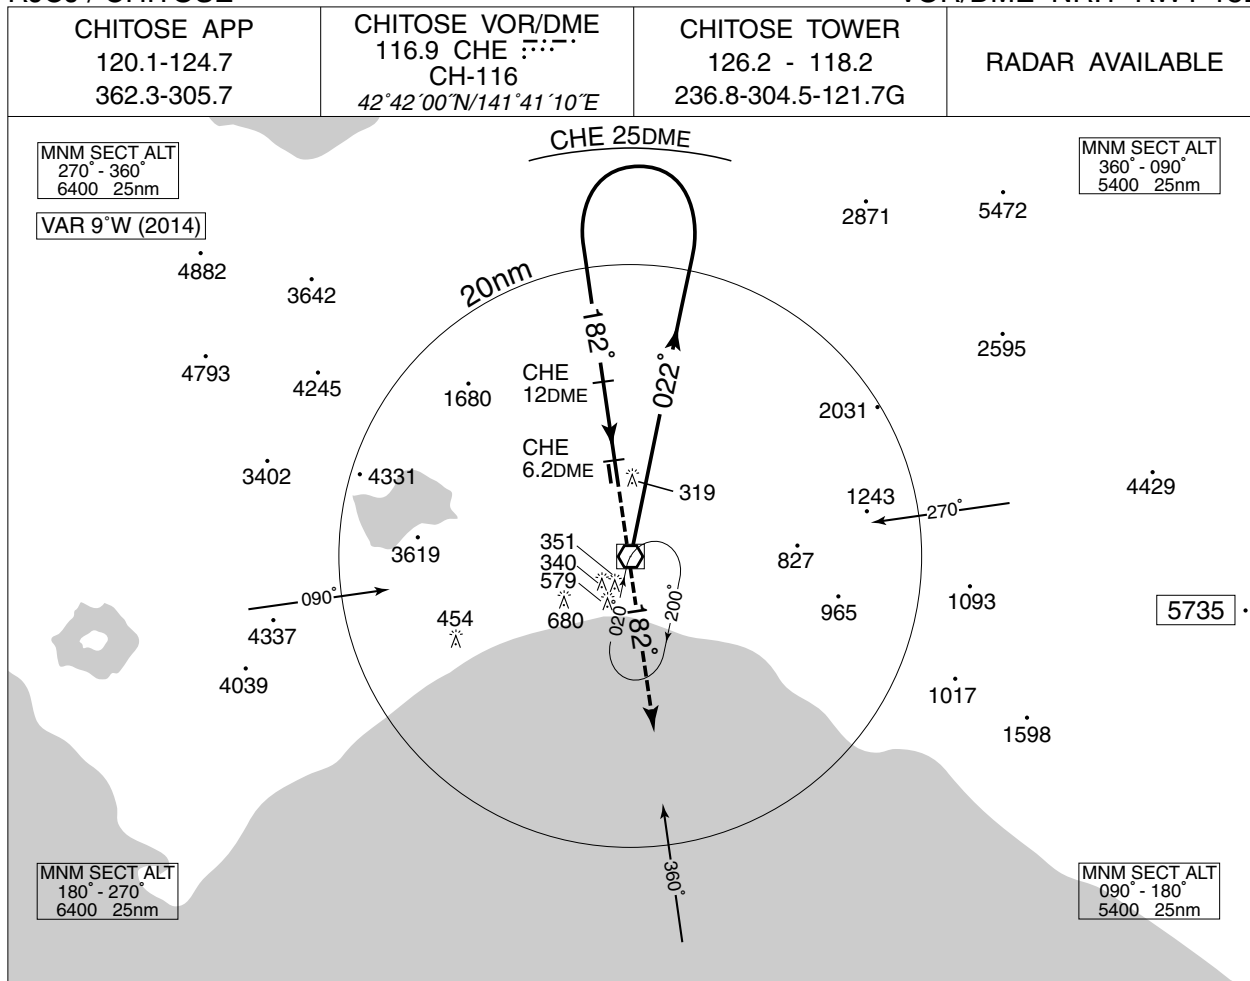 CHITOSE APP
120.1-124.7
362.3-305.7
CHITOSE VOR/DME
116.9 CHE
CH-116
42°42´00˝N/141°41´10˝E
CHITOSE TOWER
126.2 - 118.2
236.8-304.5-121.7G
RADAR AVAILABLE
CHE 25DME
MNM SECT ALT
270° - 360°
6400 25nm
VAR 9°W (2014)
MNM SECT ALT
360° - 090°
5400 25nm
2871
5472
4882
3642
20nm
182°
022°
2595
4793
4245
1680
CHE
12DME
2031
CHE
6.2DME
3402
4331
319
4429
1243
270°
3619
351
340
579
680
827
090°
454
020°
182°
200°
965
1093
5735
4337
4039
1017
1598
360°
MNM SECT ALT
180° - 270°
6400 25nm
MNM SECT ALT
090° - 180°
5400 25nm